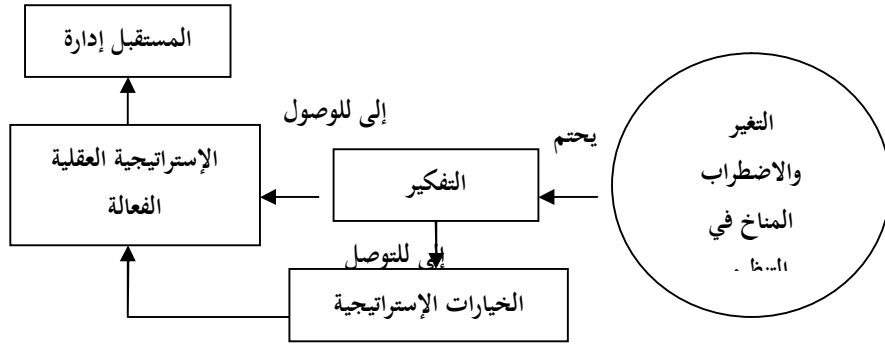 المستقبل إدارة
إلى للوصول
يحتم
التغير
والاضطراب
المناخ في
الإستراتيجية العقلية
الفعالة
التفكير
إلى للتوصل
الخيارات الإستراتيجية